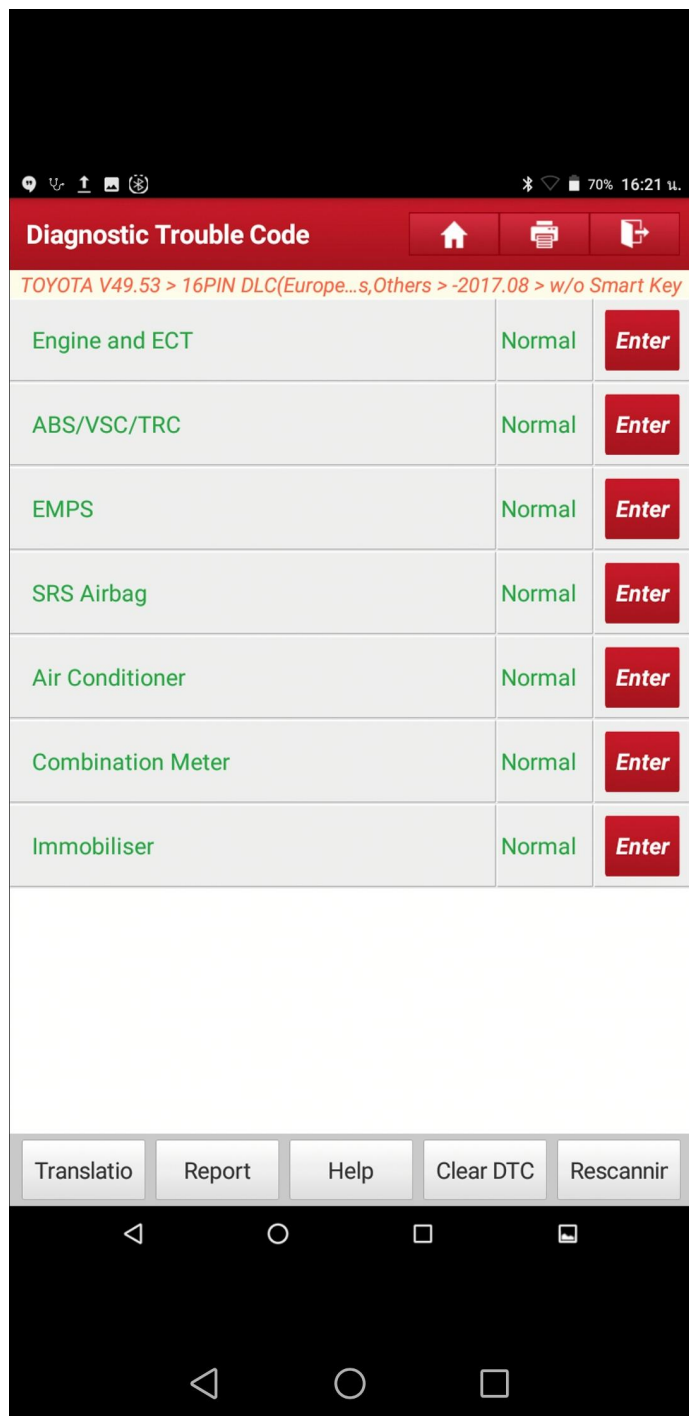 70% 16:21 น.
Diagnostic Trouble Code
TOYOTA V49.53 > 16PIN DLC(Europe...s,Others > -2017.08 > w/o Smart Key
Engine and ECT Normal Enter
ABS/VSC/TRC Normal Enter
EMPS Normal Enter
SRS Airbag Normal Enter
Air Conditioner Normal Enter
Combination Meter Normal Enter
Immobiliser Normal Enter
Translatio Report Help Clear DTC Rescannir